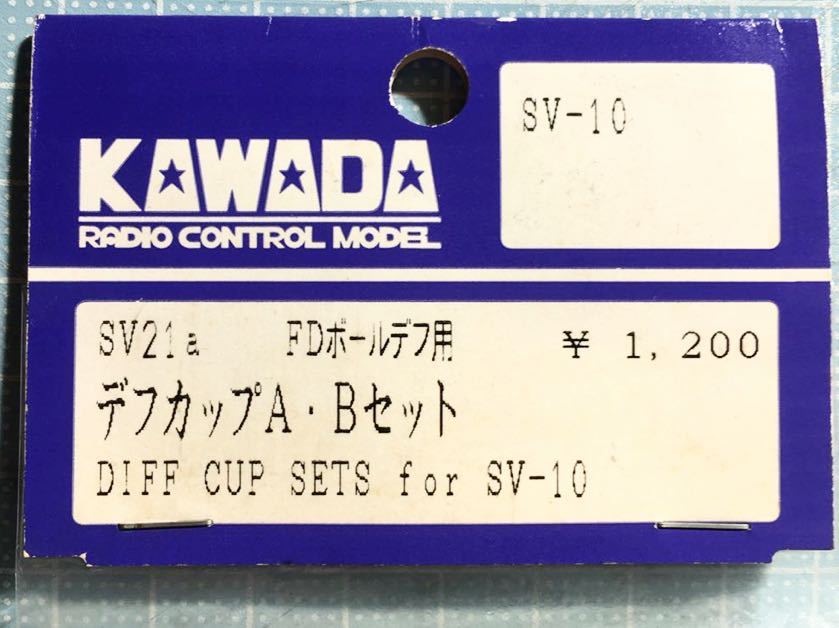 KAWADA
RADIO CONTROL MODEL
SV-10
SV21a FDボールデフ用 ¥ 1,200
デフカップA・Bセット
DIFF CUP SETS for SV-10